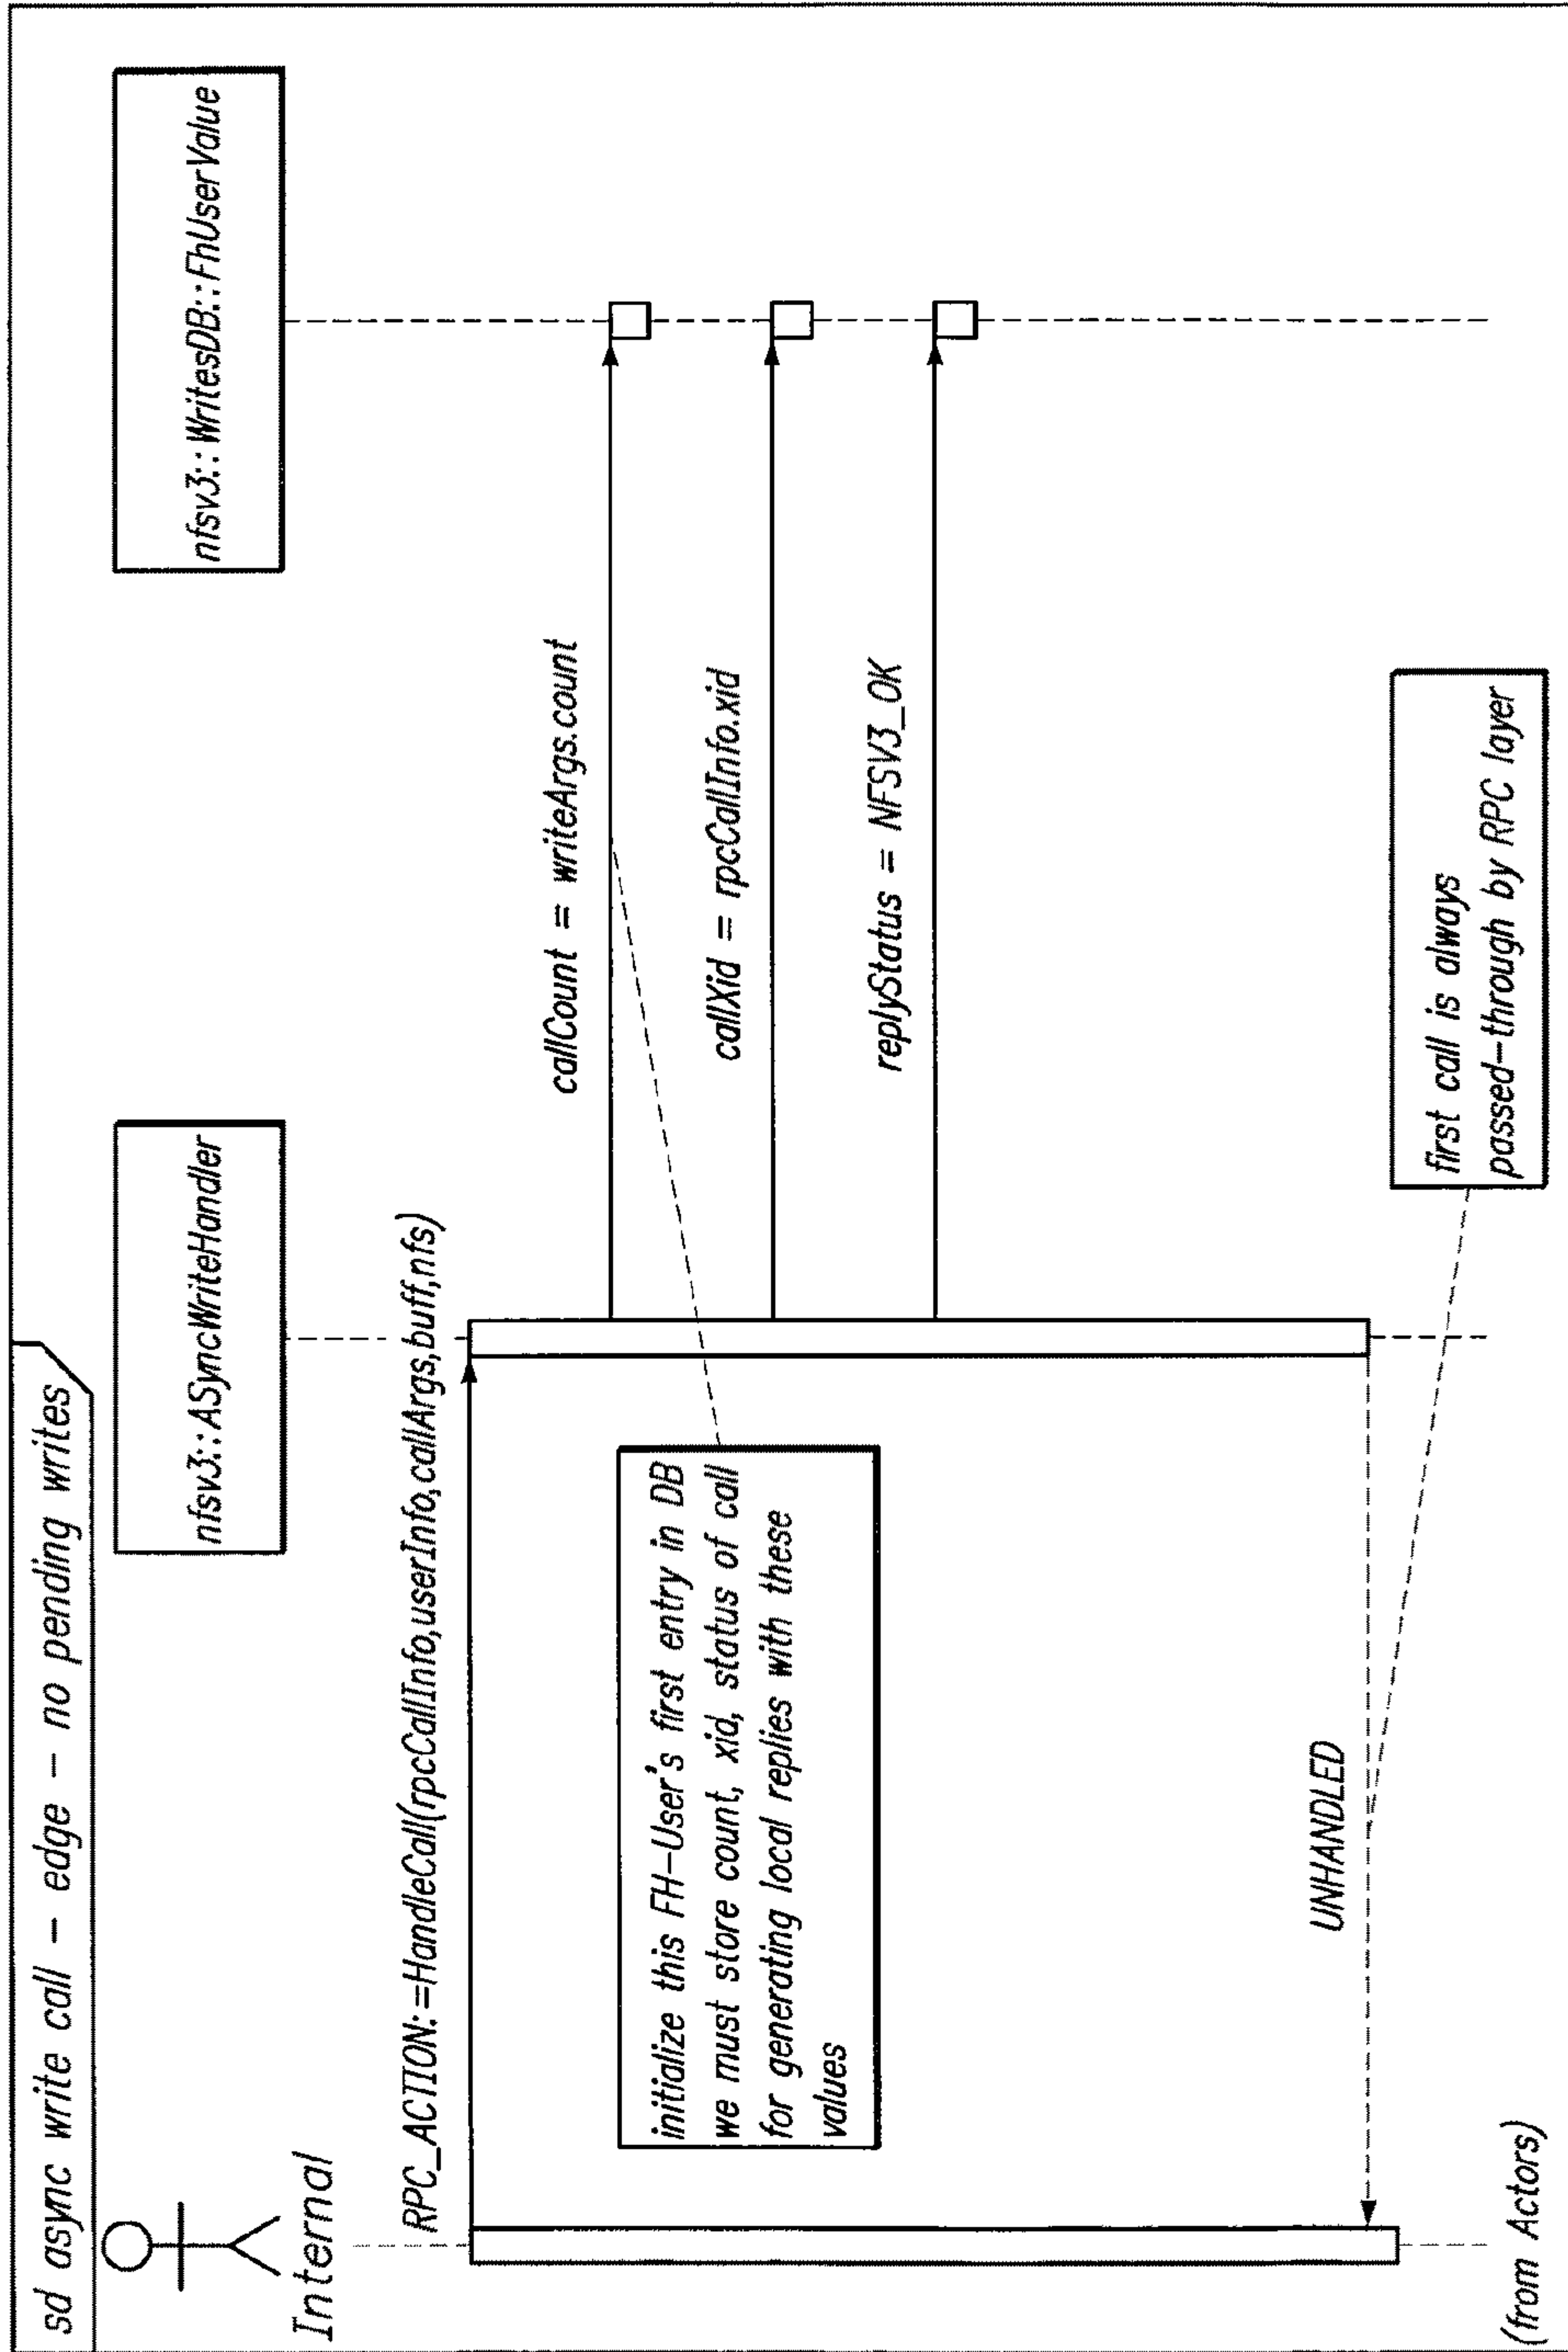 sd async write call – edge – no pending writes
Internal
nfsv3::ASyncWriteHandler
nfsv3::WritesDB::FhUserValue
RPC_ACTION:=HandleCall(rpcCallInfo,userInfo,callArgs,buff,nfs)
callCount = writeArgs.count
initialize this FH–User's first entry in DB
we must store count, xid, status of call
for generating local replies with these
values
callXid = rpcCallInfo.xid
replyStatus = NFSV3_OK
UNHANDLED
first call is always
passed–through by RPC layer
(from Actors)